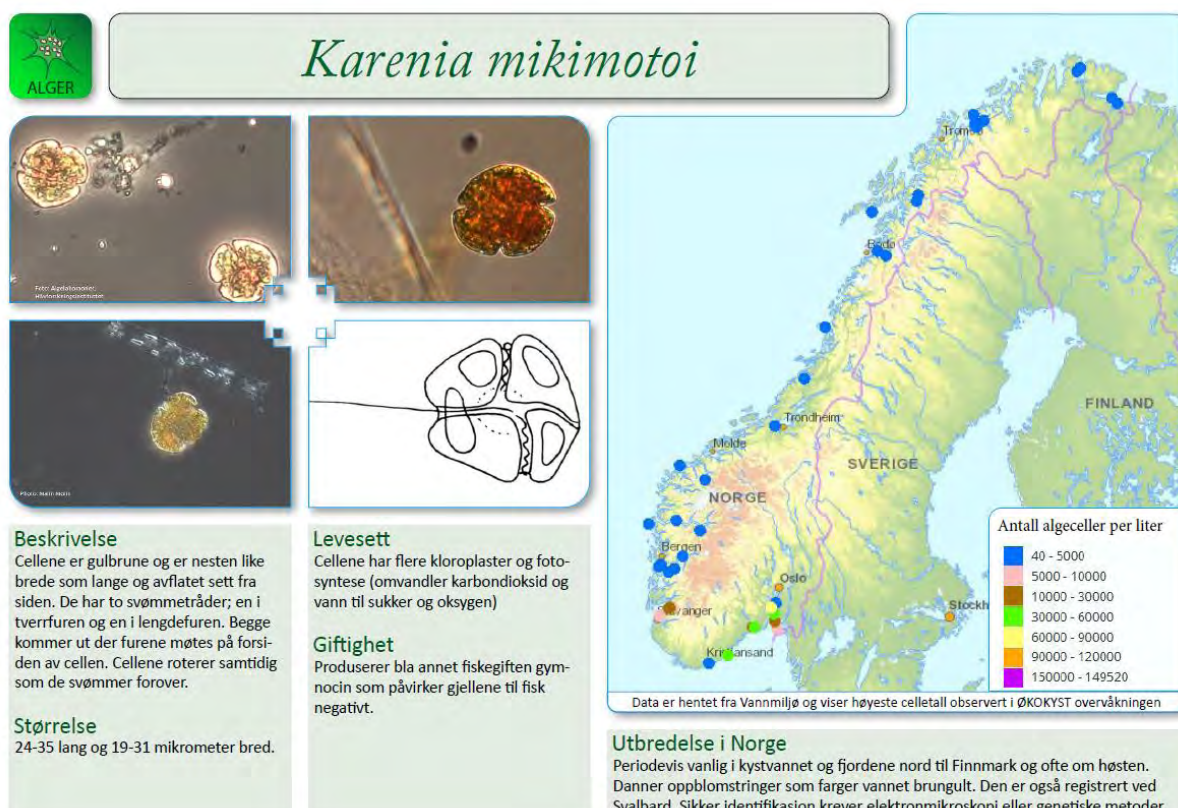 ALGER
Karenia mikimotoi
Foto: Algelaboratoriet,
Havforskningsinstituttet
Beskrivelse
Cellene er gulbrune og er nesten like
brede som lange og avflatet sett fra
siden. De har to svømmetråder; en i
tverrfuren og en i lengdefuren. Begge
kommer ut der furene møtes på forsi-
den av cellen. Cellene roterer samtidig
som de svømmer forover.
Størrelse
24-35 lang og 19-31 mikrometer bred.
Levesett
Cellene har flere kloroplaster og foto-
syntese (omvandler karbondioksid og
vann til sukker og oksygen)
Giftighet
Produserer bla annet fiskegiften gym-
nocin som påvirker gjellene til fisk
negativt.
Tromsø
Bodø
Trondheim
Molde
FINLAND
SVERIGE
NORGE
Bergen
Oslo
Stavanger
Stockh
Kristiansand
Antall algeceller per liter
40 - 5000
5000 - 10000
10000 - 30000
30000 - 60000
60000 - 90000
90000 - 120000
150000 - 149520
Data er hentet fra Vannmiljø og viser høyeste celletall observert i ØKOKYST overvåkningen
Utbredelse i Norge
Periodevis vanlig i kystvannet og fjordene nord til Finnmark og ofte om høsten.
Danner oppblomstringer som farger vannet brungult. Den er også registrert ved
Svalbard. Sikker identifikasjon krever elektronmikroskopi eller genetiske metoder